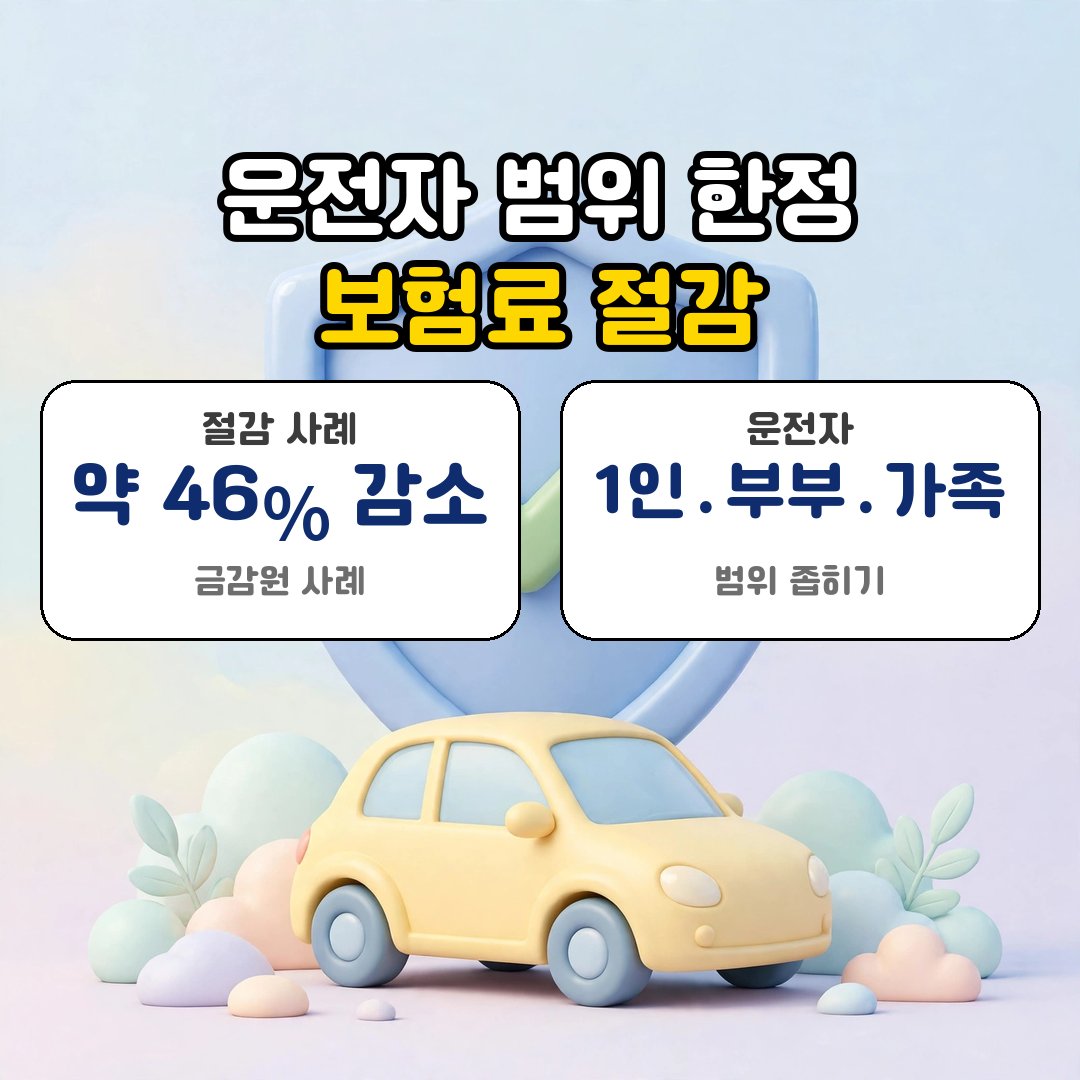 운전자 범위 한정
보험료 절감
절감 사례
약 46% 감소
금감원 사례
운전자
1인.부부.가족
범위 좁히기